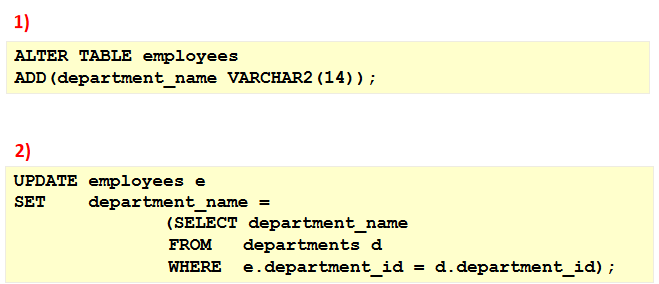 1)
ALTER TABLE employees
ADD(department_name VARCHAR2(14));
2)
UPDATE employees e
SET    department_name =
              (SELECT department_name
              FROM   departments d
              WHERE  e.department_id = d.department_id);